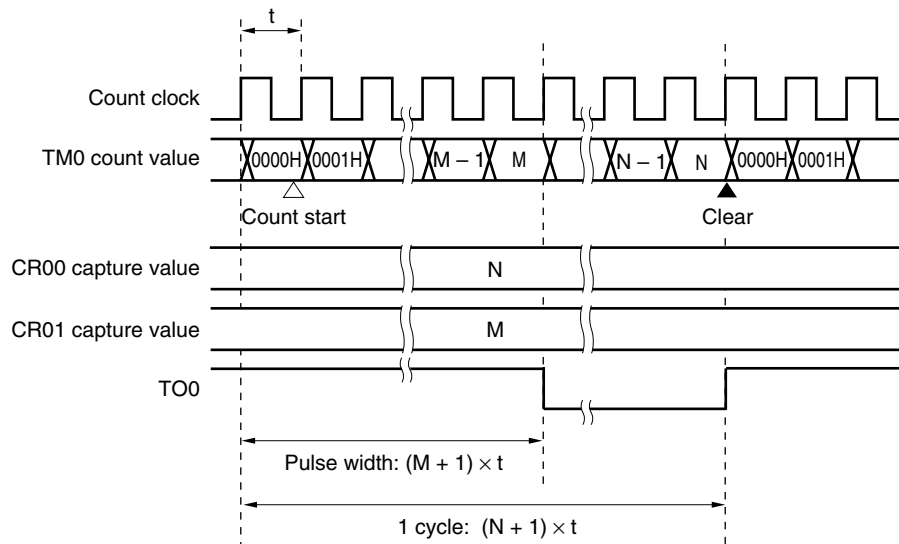 t
Count clock
TM0 count value
0000H 0001H M – 1 M N – 1 N 0000H 0001H
Count start Clear
CR00 capture value N
CR01 capture value M
TO0
Pulse width: (M + 1) × t
1 cycle: (N + 1) × t